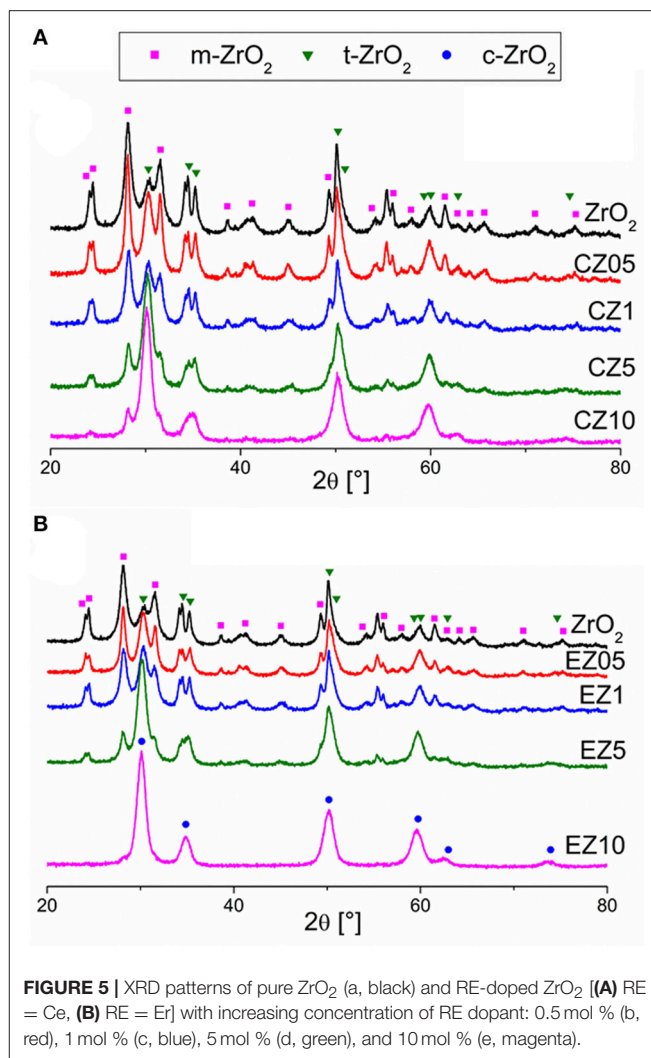 A
m-ZrO₂ t-ZrO₂ c-ZrO₂
ZrO₂
CZ05
CZ1
CZ5
CZ10
20 40 60 80
2θ [°]
B
ZrO₂
EZ05
EZ1
EZ5
EZ10
20 40 60 80
2θ [°]
FIGURE 5 | XRD patterns of pure ZrO₂ (a, black) and RE-doped ZrO₂ [(A) RE
= Ce, (B) RE = Er] with increasing concentration of RE dopant: 0.5 mol % (b,
red), 1 mol % (c, blue), 5 mol % (d, green), and 10 mol % (e, magenta).